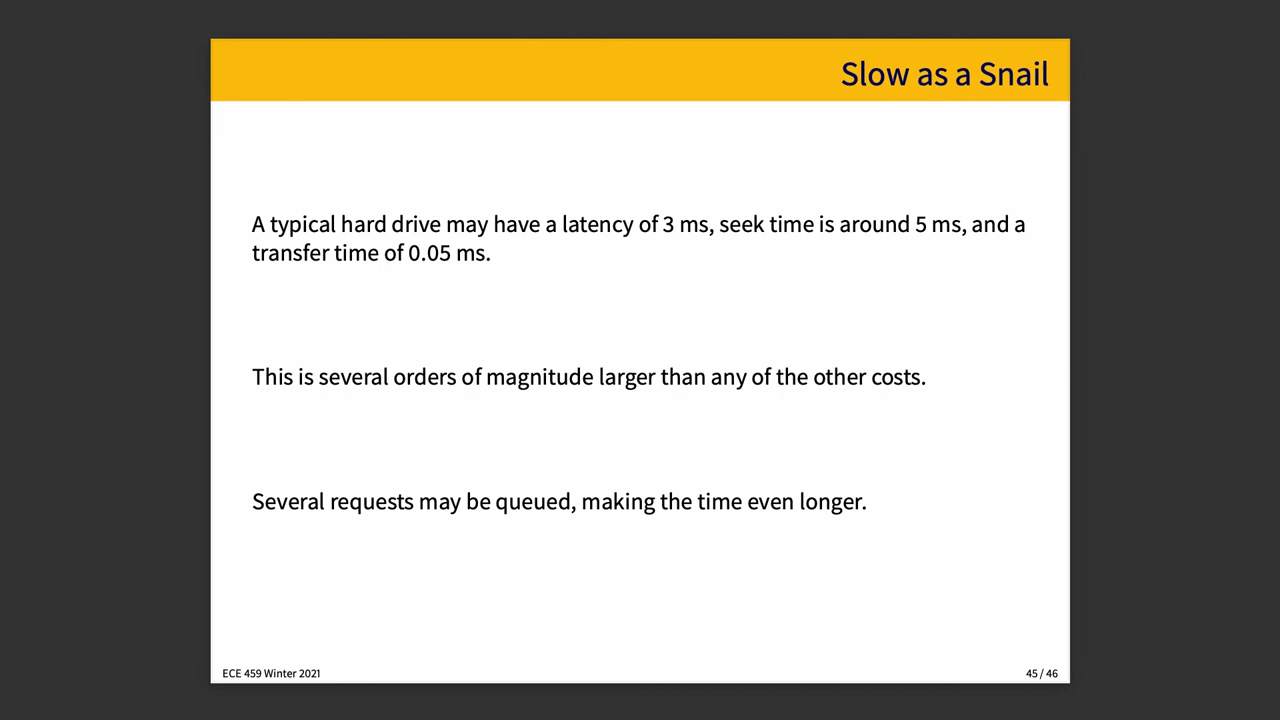 Slow as a Snail
A typical hard drive may have a latency of 3 ms, seek time is around 5 ms, and a
transfer time of 0.05 ms.
This is several orders of magnitude larger than any of the other costs.
Several requests may be queued, making the time even longer.
ECE 459 Winter 2021
45 / 46